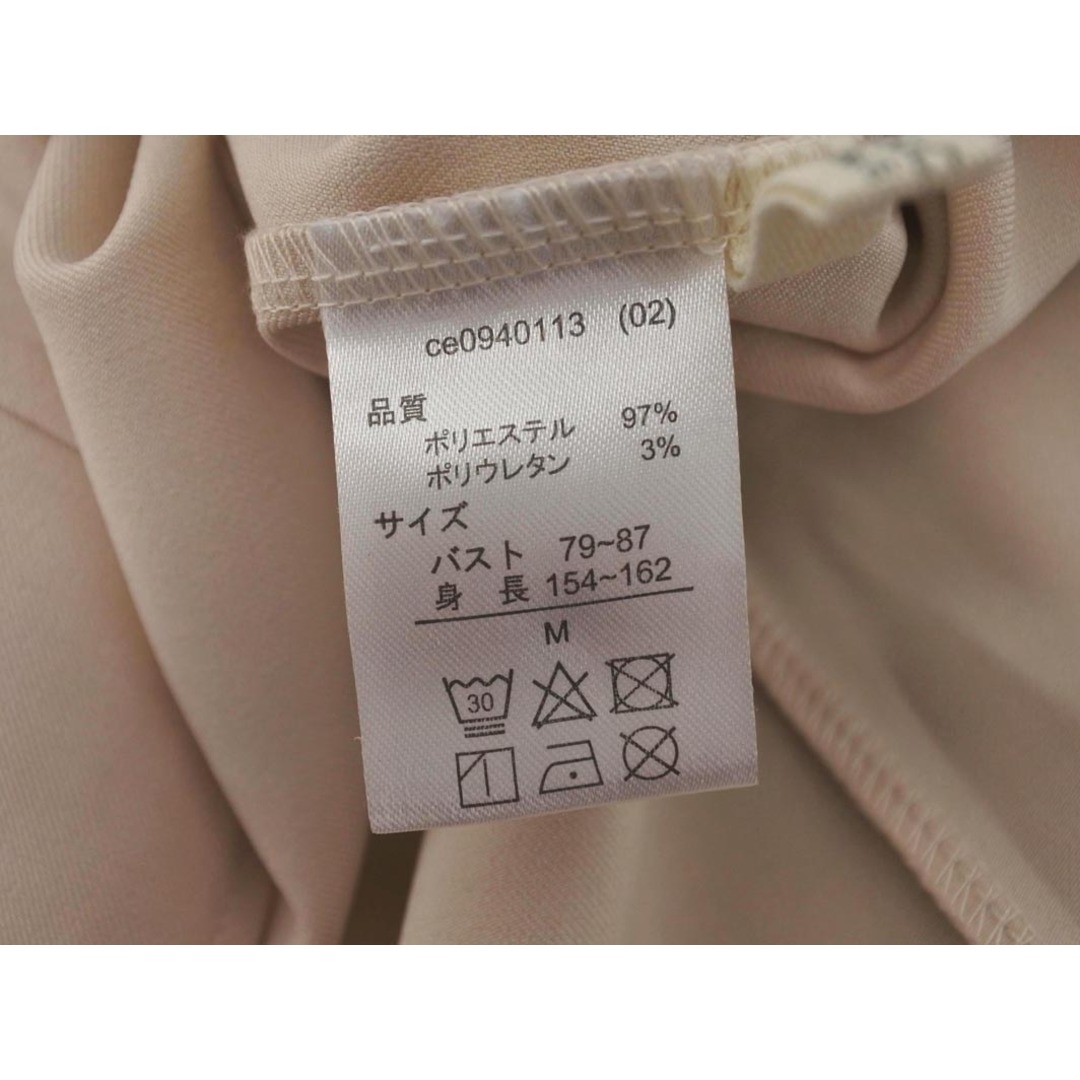 ce0940113 (02)
品質
ポリエステル 97%
ポリウレタン 3%
サイズ
バスト 79~87
身 長 154~162
M
30